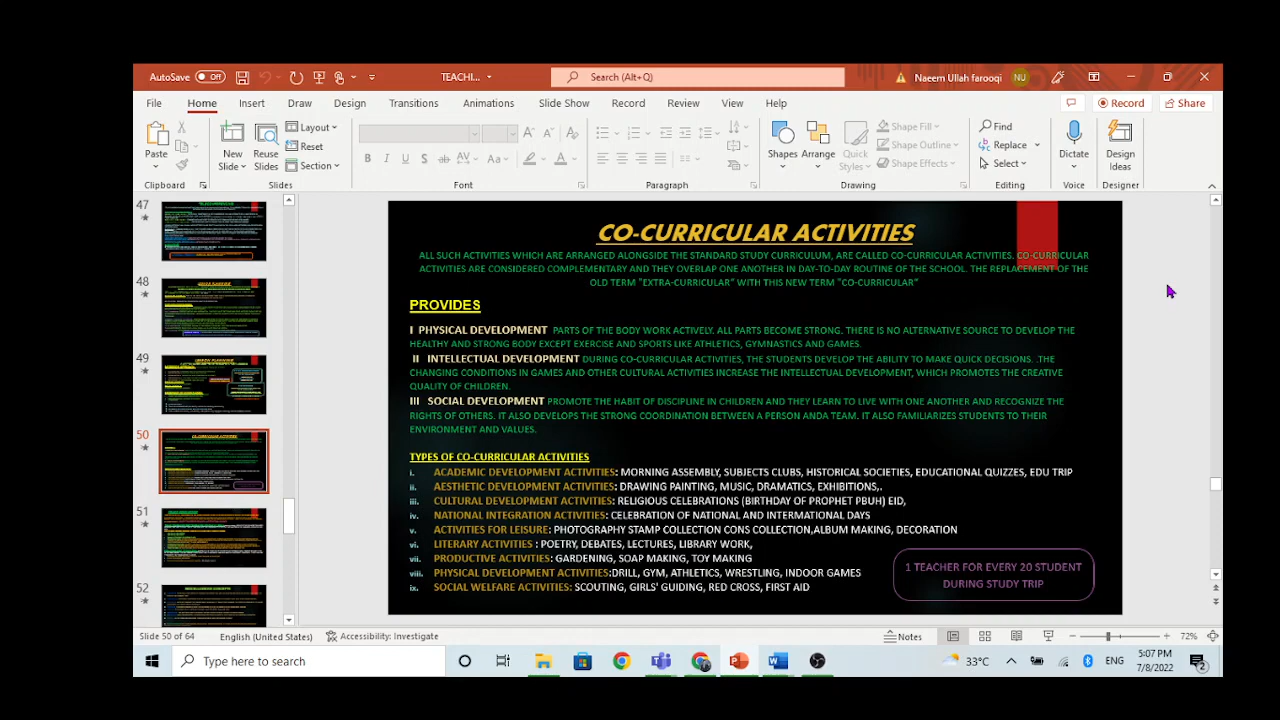 AutoSave Off TEACHI... Search (Alt+Q) Naeem Ullah farooqi NU
File Home Insert Draw Design Transitions Animations Slide Show Record Review View Help Record Share
Paste New Slide Reuse Slides Layout Reset Section Shapes Arrange Quick Styles Shape Fill Shape Outline Shape Effects Find Replace Select Dictate Design Ideas
Clipboard Slides Font Paragraph Drawing Editing Voice Designer
47
48
49
50
51
52
CO-CURRICULAR ACTIVITIES
ALL SUCH ACTIVITIES WHICH ARE ARRANGED ALONGSIDE THE STANDARD STUDY CURRICULUM, ARE CALLED CO-CURRICULAR ACTIVITIES. CO-CURRICULAR
ACTIVITIES ARE CONSIDERED COMPLEMENTARY AND THEY OVERLAP ONE ANOTHER IN DAY-TO-DAY ROUTINE OF THE SCHOOL. THE REPLACEMENT OF THE
OLD TERM "EXTRA-CURRICULAR" WITH THIS NEW TERM "CO-CURRICULAR"
PROVIDES
I PHYSICAL DEVELOPMENT PARTS OF THE BODY WORK ACTIVELY. ALL PARTS BECOME STRONG. THERE IS NO ALTERNATIVE SOURCE TO DEVELOP THE
HEALTHY AND STRONG BODY EXCEPT EXERCISE AND SPORTS LIKE ATHLETICS, GYMNASTICS AND GAMES.
II INTELLECTUAL DEVELOPMENT DURING CO-CURRICULAR ACTIVITIES, THE STUDENTS DEVELOP THE ABILITY TO MAKE QUICK DECISIONS. .THE
CHANGING CONDITIONS IN GAMES AND OTHER CULTURAL ACTIVITIES INCREASE THE INTELLECTUAL DEVELOPMENT, WHICH PROMOTES THE CREATIVE
QUALITY OF CHILDREN.
III SOCIAL DEVELOPMENT PROMOTE THE HABIT OF DISCIPLINE IN CHILDREN AND THEY LEARN TO LIVE WITH ONE ANOTHER AND RECOGNIZE THE
RIGHTS OF OTHERS. IT ALSO DEVELOPS THE STRONG COORDINATION BETWEEN A PERSON ANDA TEAM. IT ALSO FAMILIARIZES STUDENTS TO THEIR
ENVIRONMENT AND VALUES.
TYPES OF CO-CURRICULAR ACTIVITIES
i. ACADEMIC DEVELOPMENT ACTIVITIES: MORNING ASSEMBLY, SUBJECTS CLUBS, HISTORICAL STUDIES, EDUCATIONAL QUIZZES, EDU TRIP
ii. ARTISTIC DEVELOPMENT ACTIVITIES: DRAWING PAINTING, MUSIC, DRAMATICS, EXHIBITIONS,.
iii. CULTURAL DEVELOPMENT ACTIVITIES: RELIGIOUS CELEBRATIONS (BIRTHDAY OF PROPHET PBUH) EID,
iv. NATIONAL INTEGRATION ACTIVITIES: CELEBRATION OF NATIONAL AND INTERNATIONAL DAYS
v. ACTIVITES FOR LEISURE: PHOTOCOLLECTION COINS COLLECTION ALBUM MAKING, DECORATION
vi. LITERARY ACTIVITIES : POETRY, DEBATES, LECTURES, LIBRARY WORK,
vii. PRODUCTIVE ACTIVITIES: GARDENING, SOAP MAKING, TOY MAKING
viii. PHYSICAL DEVELOPMENT ACTIVITIES:DRILL, GYM, ATHLETICS, WRESTLING, INDOOR GAMES
ix. SOCIAL WELFARE ACTIVITIES: SCOUTING, GIRLS' GUIDING, RED CROSS, FIRST AID
1 TEACHER FOR EVERY 20 STUDENT
DURING STUDY TRIP
Slide 50 of 64 English (United States) Accessibility: Investigate Notes 72%
Type here to search 33°C ENG 5:07 PM
7/8/2022 2